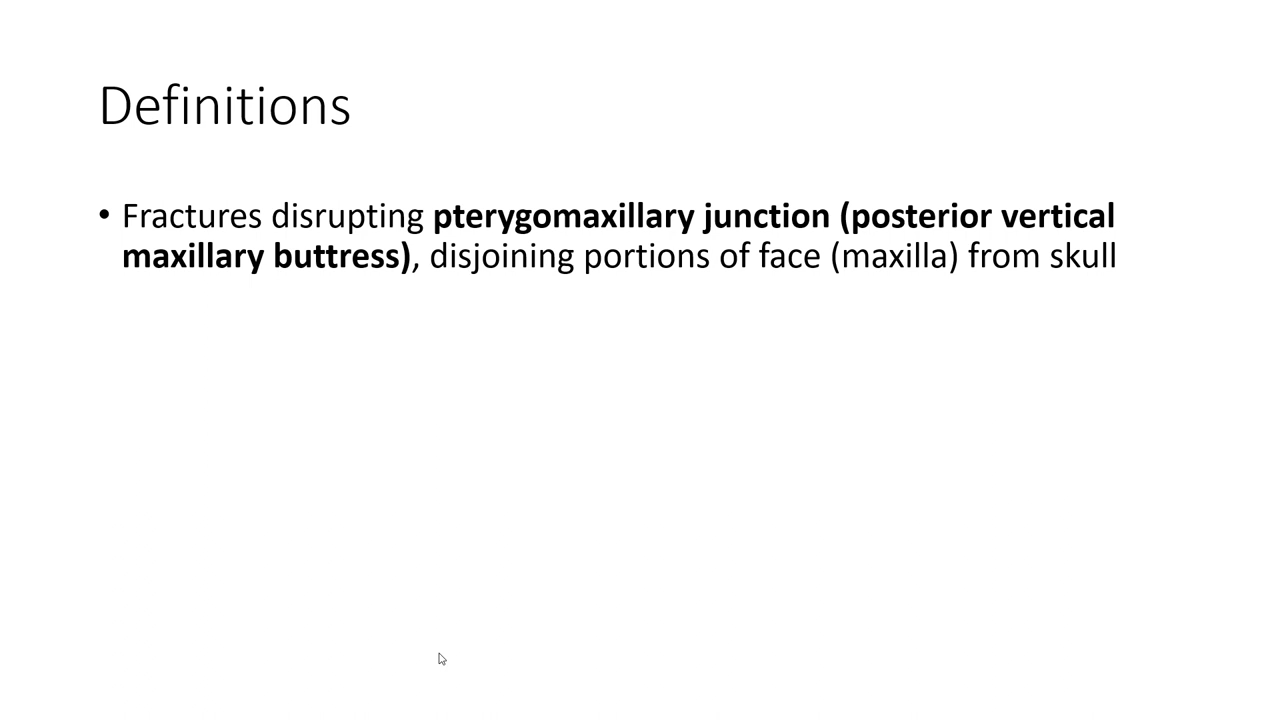 Definitions
• Fractures disrupting pterygomaxillary junction (posterior vertical
maxillary buttress), disjoining portions of face (maxilla) from skull